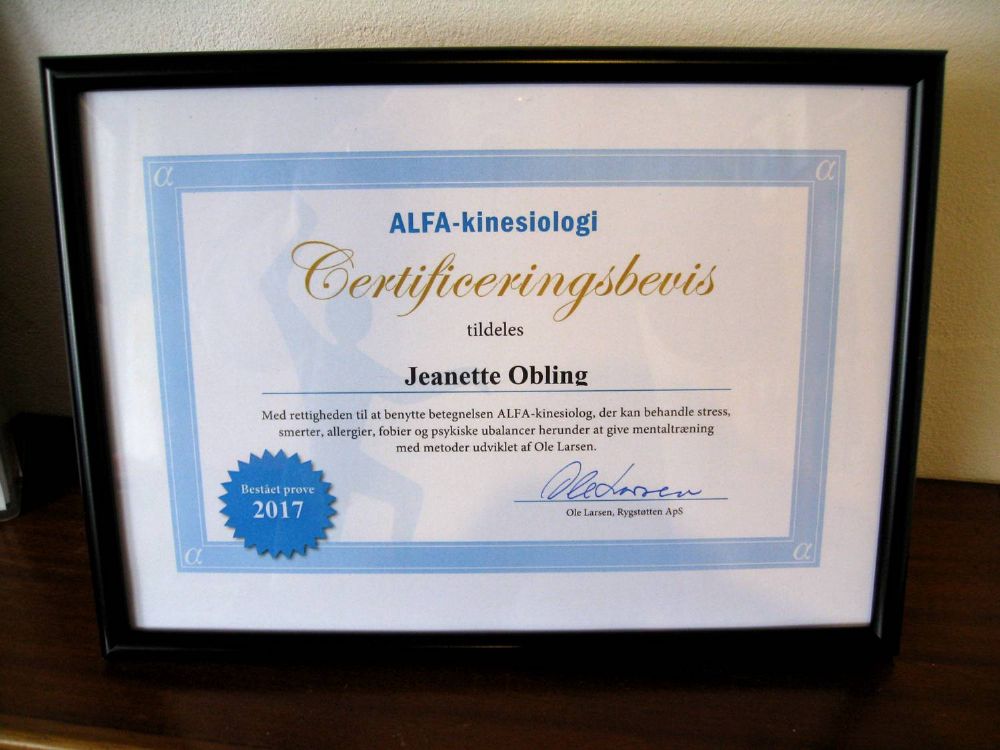 α
α
ALFA-kinesiologi
Certificeringsbevis
tildeles
Jeanette Obling
Med rettigheden til at benytte betegnelsen ALFA-kinesiolog, der kan behandle stress,
smerter, allergier, fobier og psykiske ubalancer herunder at give mentaltræning
med metoder udviklet af Ole Larsen.
Bestået prøve
2017
Ole Larsen
Ole Larsen, Rygstøtten ApS
α
α